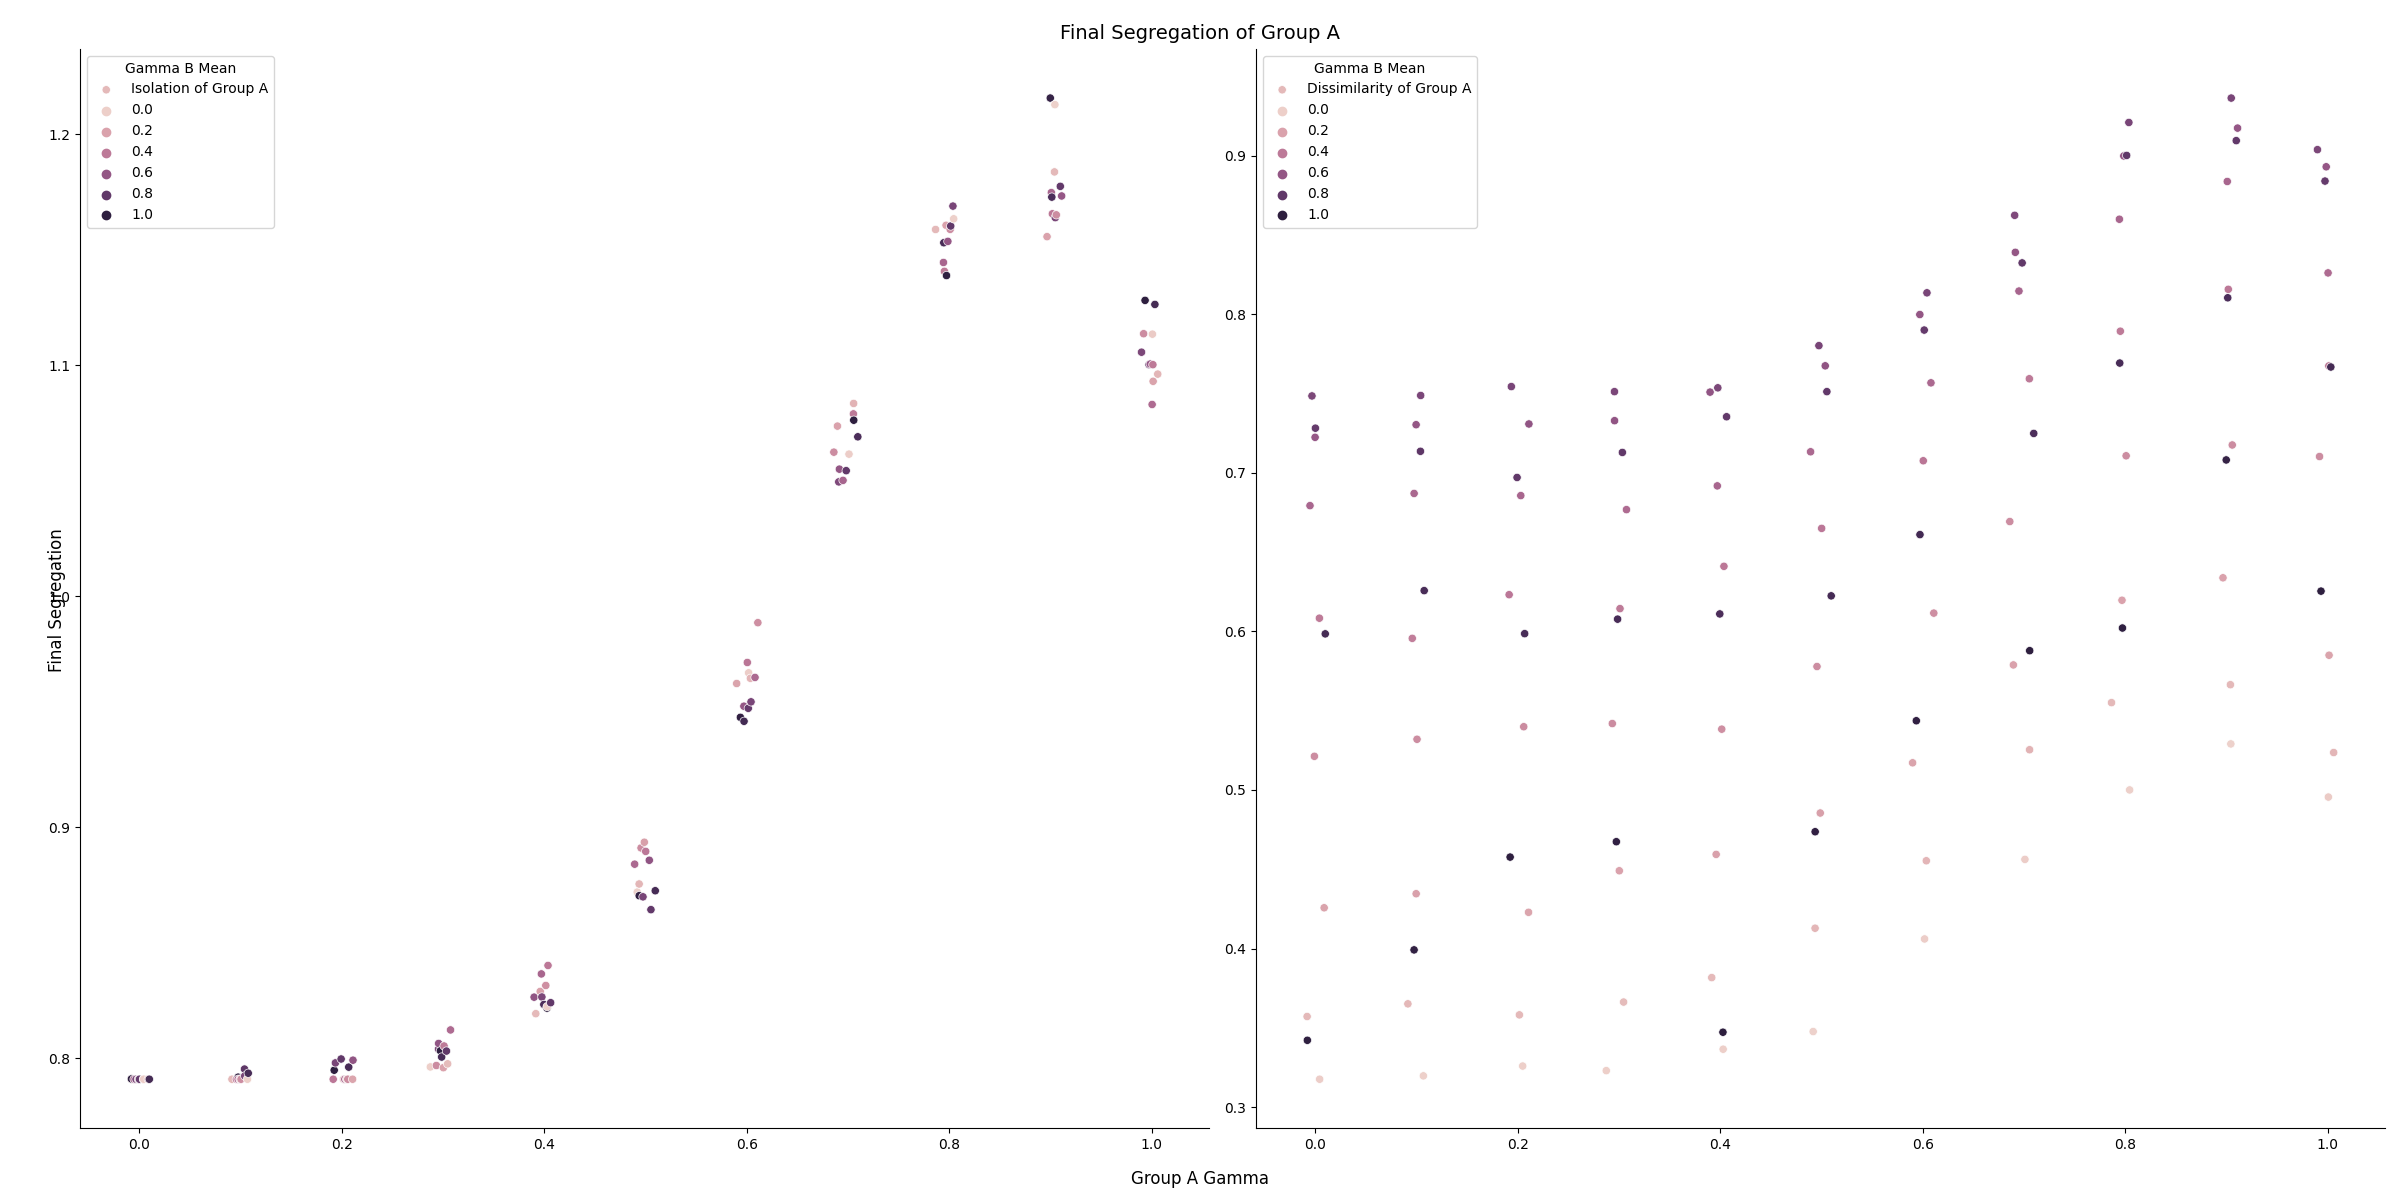 Final Segregation of Group A
Gamma B Mean
Isolation of Group A
0.0
0.2
0.4
0.6
0.8
1.0
Final Segregation
1.2
1.1
1.0
0.9
0.8
0.0 0.2 0.4 0.6 0.8 1.0
Gamma B Mean
Dissimilarity of Group A
0.0
0.2
0.4
0.6
0.8
1.0
0.9
0.8
0.7
0.6
0.5
0.4
0.3
0.0 0.2 0.4 0.6 0.8 1.0
Group A Gamma